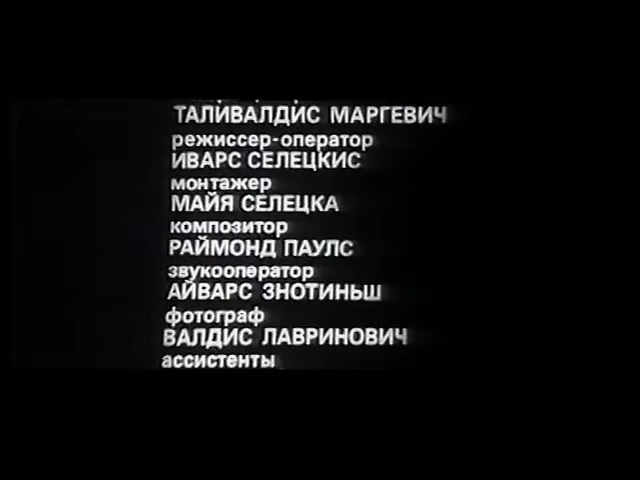 ТАЛИВАЛДИС МАРГЕВИЧ
режиссер-оператор
ИВАРС СЕЛЕЦКИС
монтажер
МАЙЯ СЕЛЕЦКА
композитор
РАЙМОНД ПАУЛС
звукооператор
АЙВАРС ЗНОТИНЬШ
фотограф
ВАЛДИС ЛАВРИНОВИЧ
ассистенты